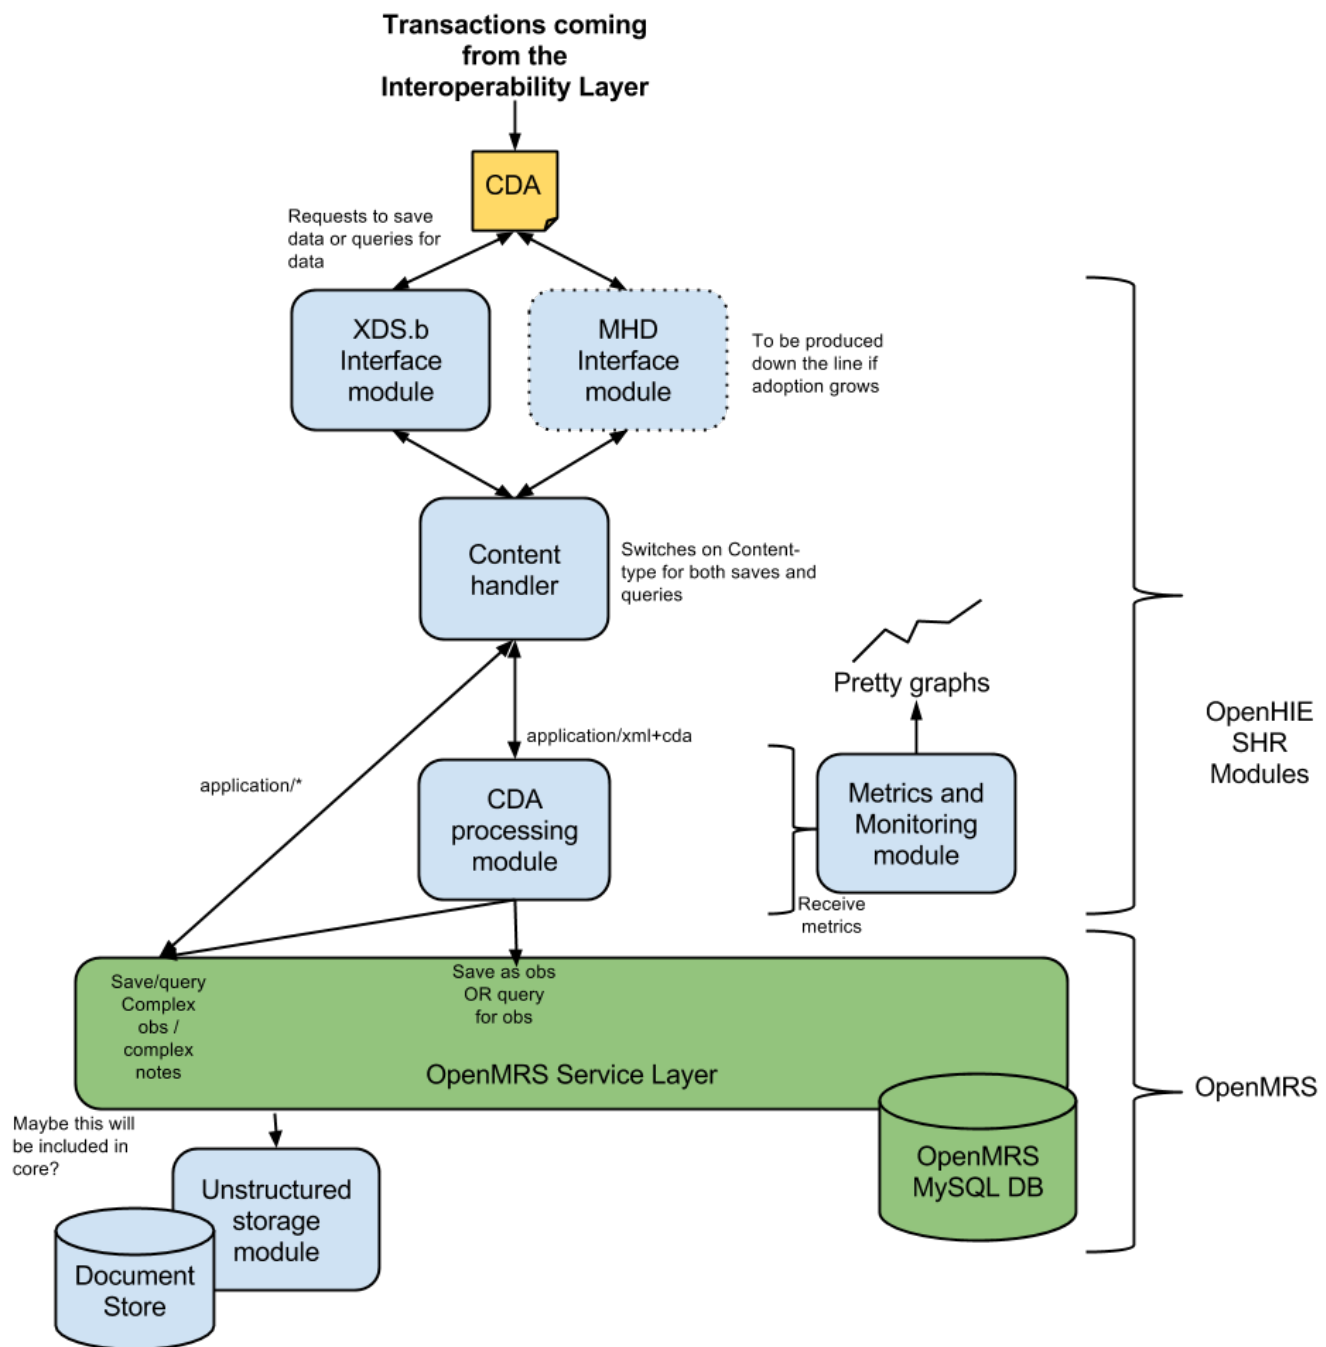 Transactions coming
from the
Interoperability Layer
CDA
Requests to save
data or queries for
data
XDS.b
Interface
module
MHD
Interface
module
To be produced
down the line if
adoption grows
Content
handler
Switches on Content-
type for both saves and
queries
Pretty graphs
application/xml+cda
application/*
CDA
processing
module
Metrics and
Monitoring
module
Receive
metrics
OpenHIE
SHR
Modules
Save/query
Complex
obs /
complex
notes
Save as obs
OR query
for obs
OpenMRS Service Layer
OpenMRS
MySQL DB
OpenMRS
Maybe this will
be included in
core?
Unstructured
storage
module
Document
Store